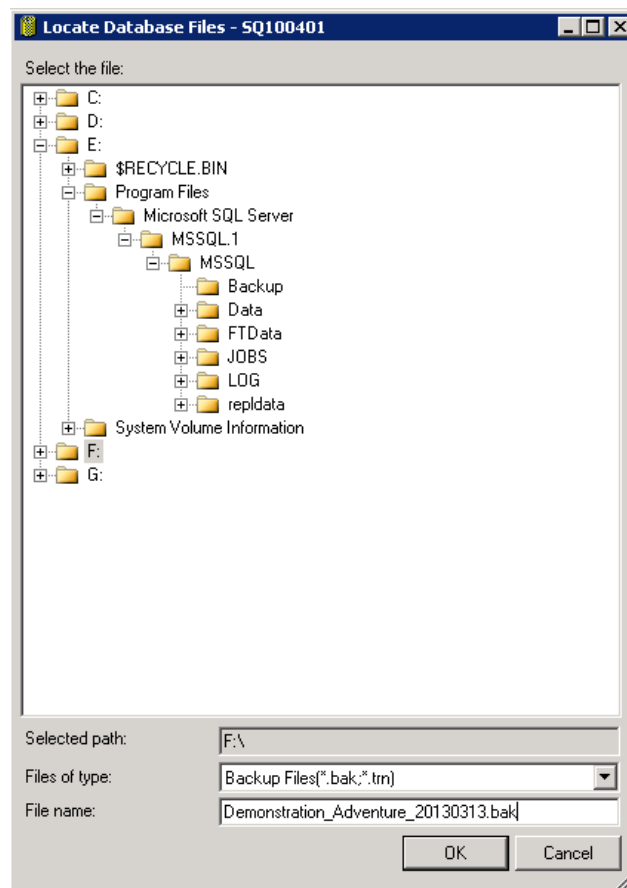 Locate Database Files - SQ100401
Select the file:
C:
D:
E:
$RECYCLE.BIN
Program Files
Microsoft SQL Server
MSSQL.1
MSSQL
Backup
Data
FTData
JOBS
LOG
repldata
System Volume Information
F:
G:
Selected path: F:\
Files of type: Backup Files(*.bak;*.trn)
File name: Demonstration_Adventure_20130313.bak
OK Cancel